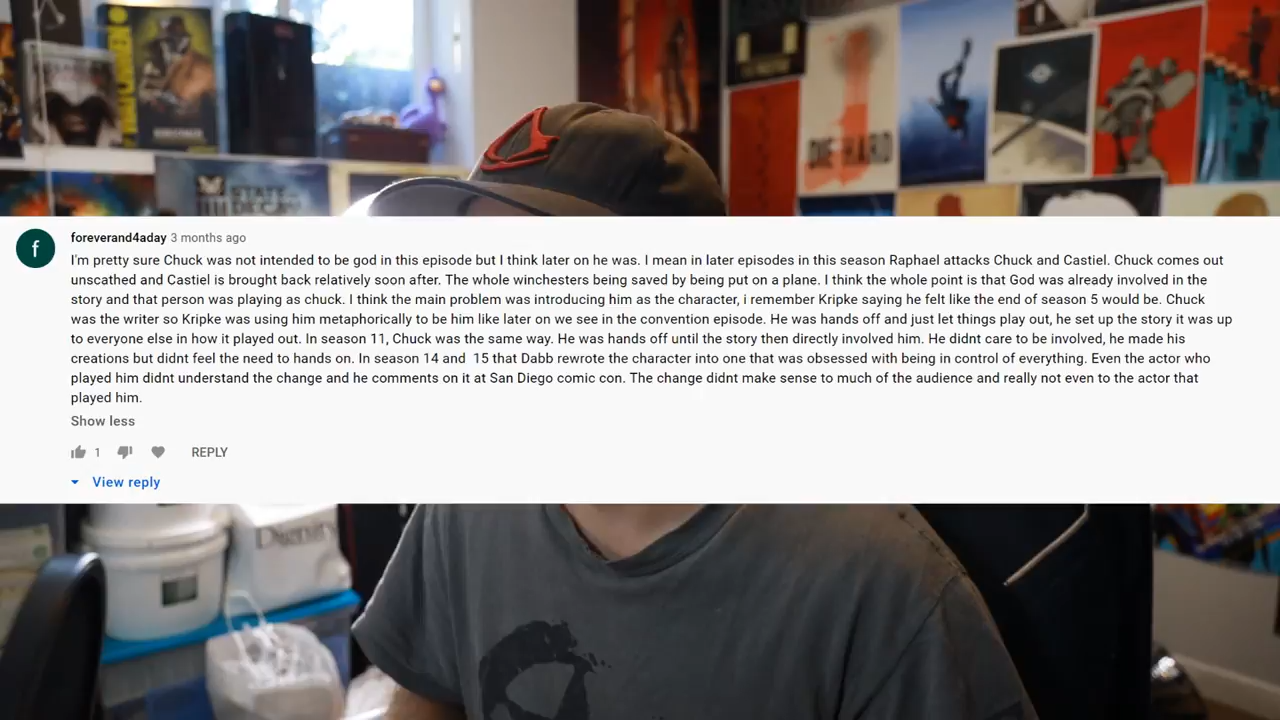 DIE HARD
STATE
DECAY
foreverand4aday 3 months ago
f
I'm pretty sure Chuck was not intended to be god in this episode but I think later on he was. I mean in later episodes in this season Raphael attacks Chuck and Castiel. Chuck comes out
unscathed and Castiel is brought back relatively soon after. The whole winchesters being saved by being put on a plane. I think the whole point is that God was already involved in the
story and that person was playing as chuck. I think the main problem was introducing him as the character, i remember Kripke saying he felt like the end of season 5 would be. Chuck
was the writer so Kripke was using him metaphorically to be him like later on we see in the convention episode. He was hands off and just let things play out, he set up the story it was up
to everyone else in how it played out. In season 11, Chuck was the same way. He was hands off until the story then directly involved him. He didnt care to be involved, he made his
creations but didnt feel the need to hands on. In season 14 and 15 that Dabb rewrote the character into one that was obsessed with being in control of everything. Even the actor who
played him didnt understand the change and he comments on it at San Diego comic con. The change didnt make sense to much of the audience and really not even to the actor that
played him.
Show less
1 REPLY
View reply